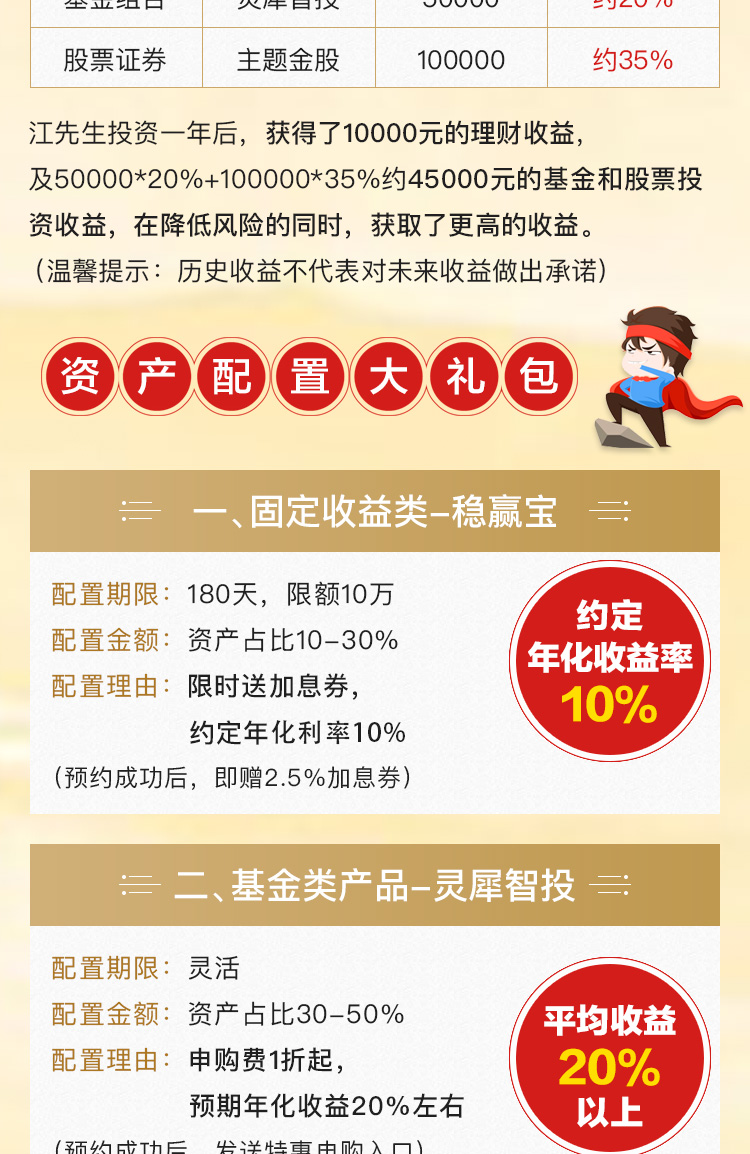 基金组合 灵犀智投 50000 约20%
股票证券 主题金股 100000 约35%
江先生投资一年后，获得了10000元的理财收益，
及50000*20%+100000*35%约45000元的基金和股票投
资收益，在降低风险的同时，获取了更高的收益。
（温馨提示：历史收益不代表对未来收益做出承诺）
资产配置大礼包
一、固定收益类-稳赢宝
配置期限：180天，限额10万
配置金额：资产占比10-30%
配置理由：限时送加息券，
约定年化利率10%
（预约成功后，即赠2.5%加息券）
约定
年化收益率
10%
二、基金类产品-灵犀智投
配置期限：灵活
配置金额：资产占比30-50%
配置理由：申购费1折起，
预期年化收益20%左右
（预约成功后，发送特惠申购入口）
平均收益
20%
以上